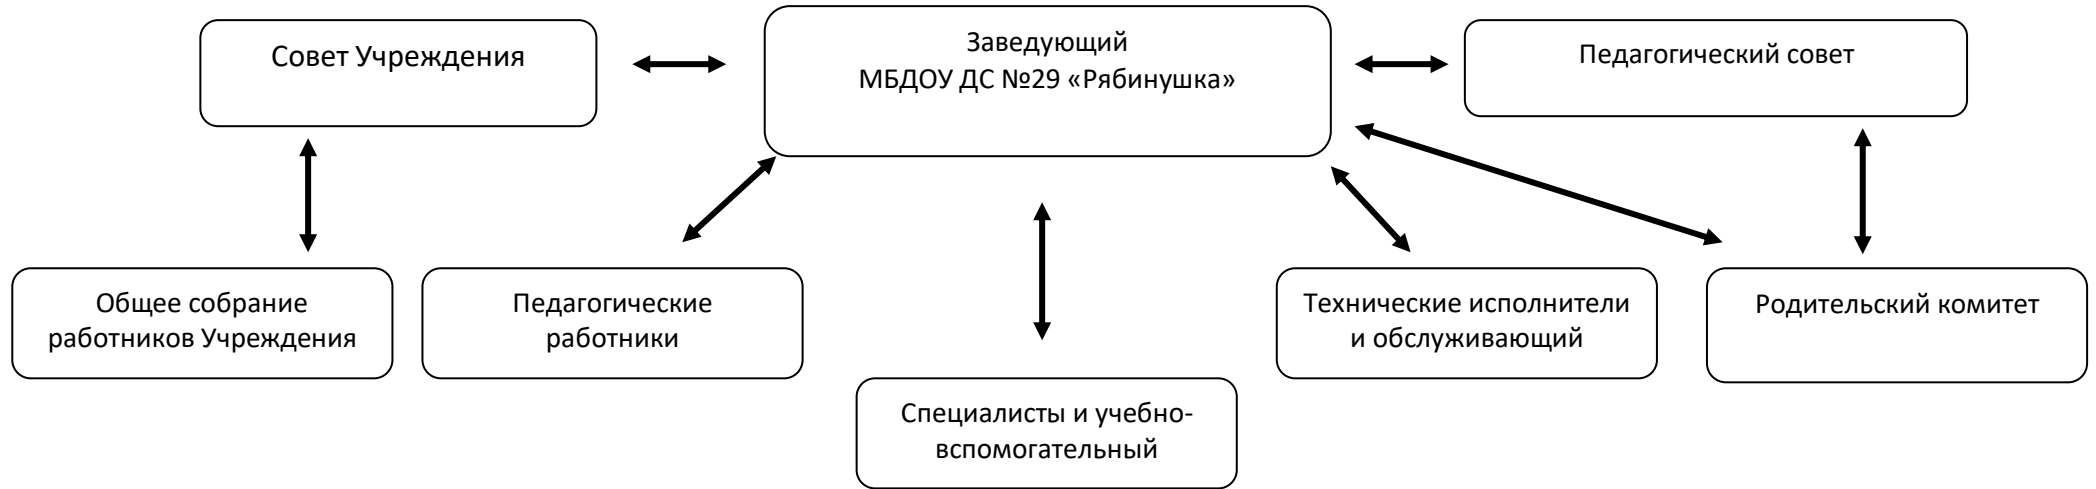 Совет Учреждения
Заведующий
МБДОУ ДС №29 «Рябинушка»
Педагогический совет
Общее собрание
работников Учреждения
Педагогические
работники
Технические исполнители
и обслуживающий
Родительский комитет
Специалисты и учебно-
вспомогательный